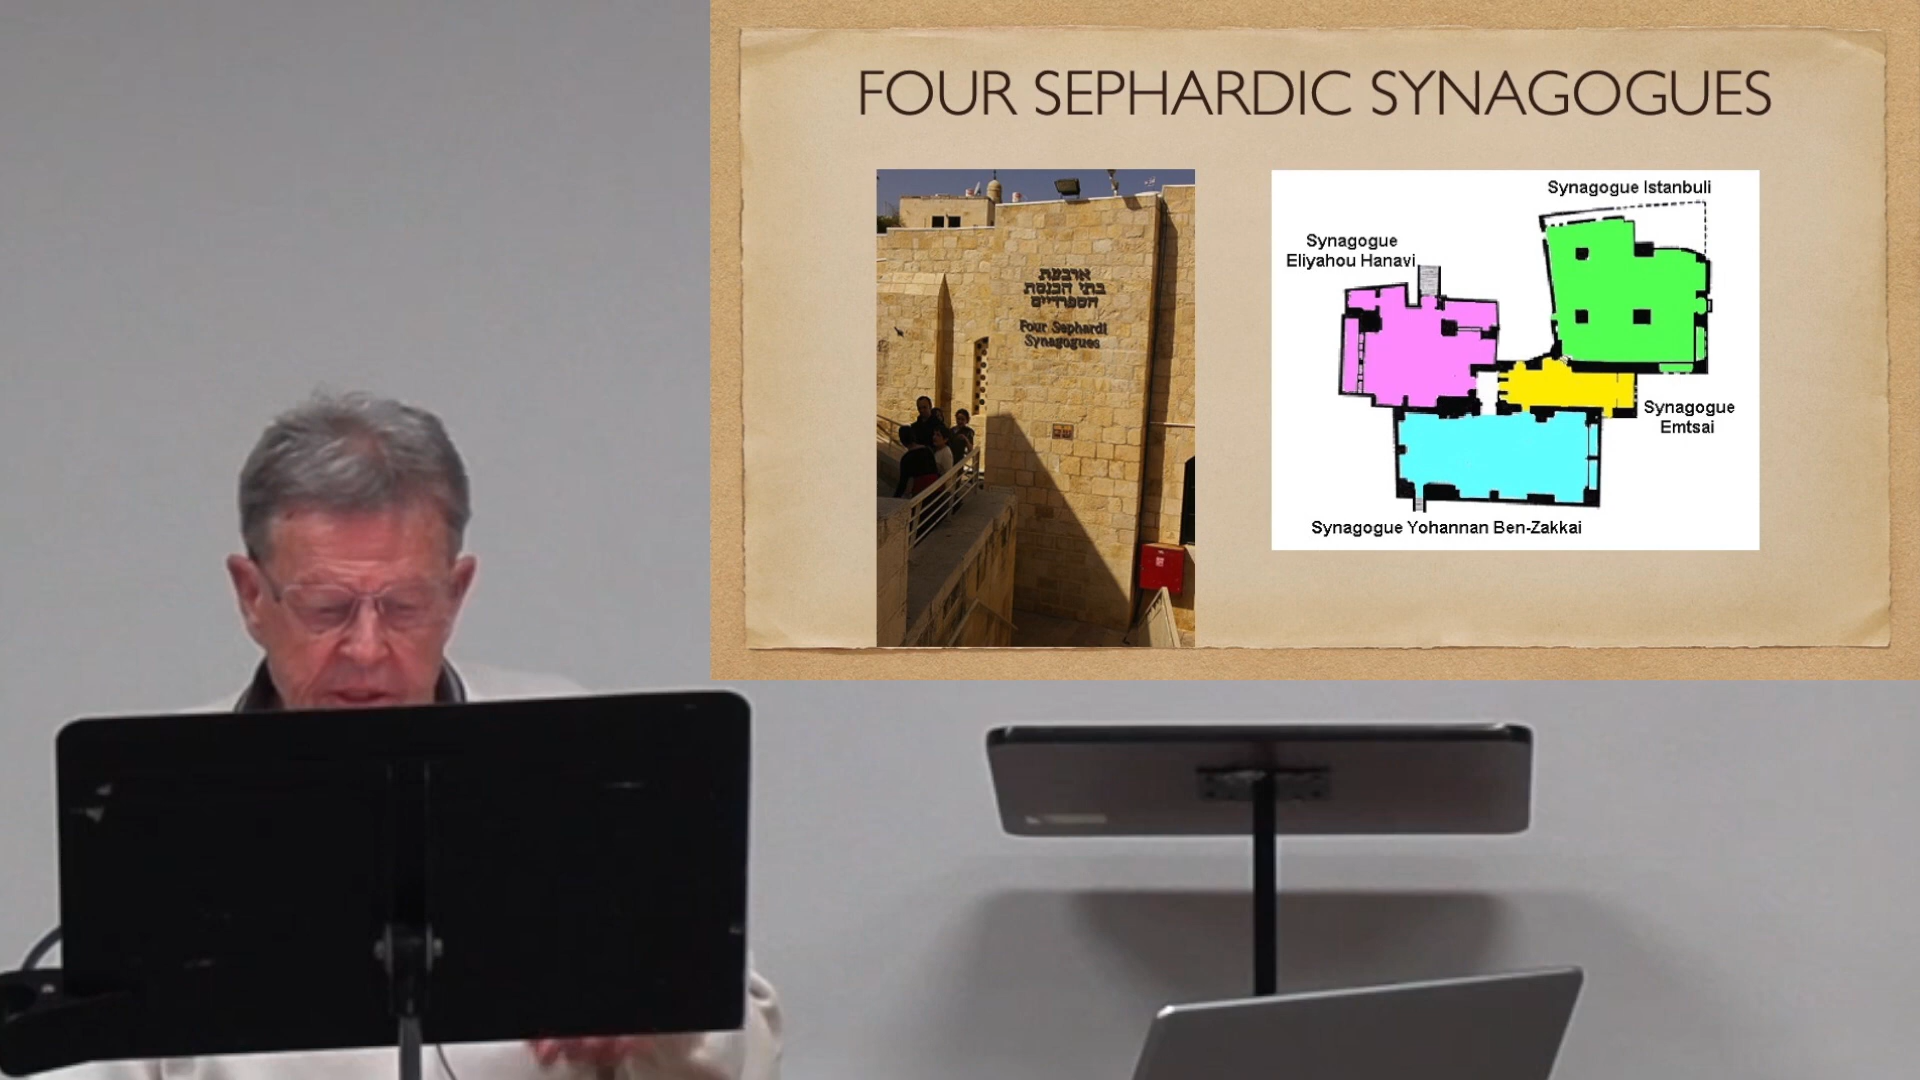 FOUR SEPHARDIC SYNAGOGUES
ארבעת
בתי הכנסת
הספרדיים
Four Sephardi
Synagogues
Synagogue Istanbuli
Synagogue
Eliyahou Hanavi
Synagogue
Emtsai
Synagogue Yohannan Ben-Zakkai